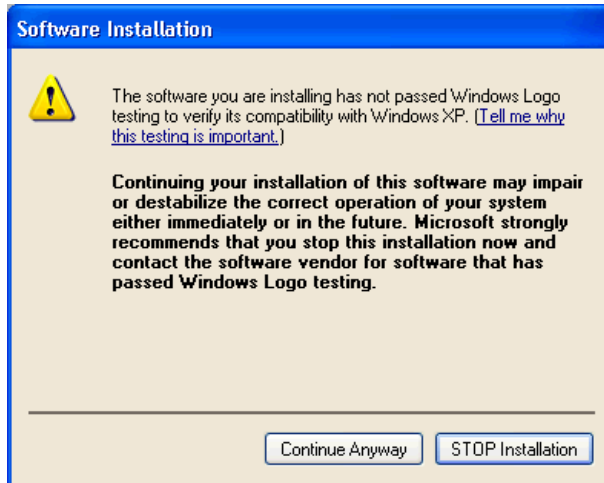 Software Installation
The software you are installing has not passed Windows Logo
testing to verify its compatibility with Windows XP. (Tell me why
this testing is important.)
Continuing your installation of this software may impair
or destabilize the correct operation of your system
either immediately or in the future. Microsoft strongly
recommends that you stop this installation now and
contact the software vendor for software that has
passed Windows Logo testing.
Continue Anyway STOP Installation